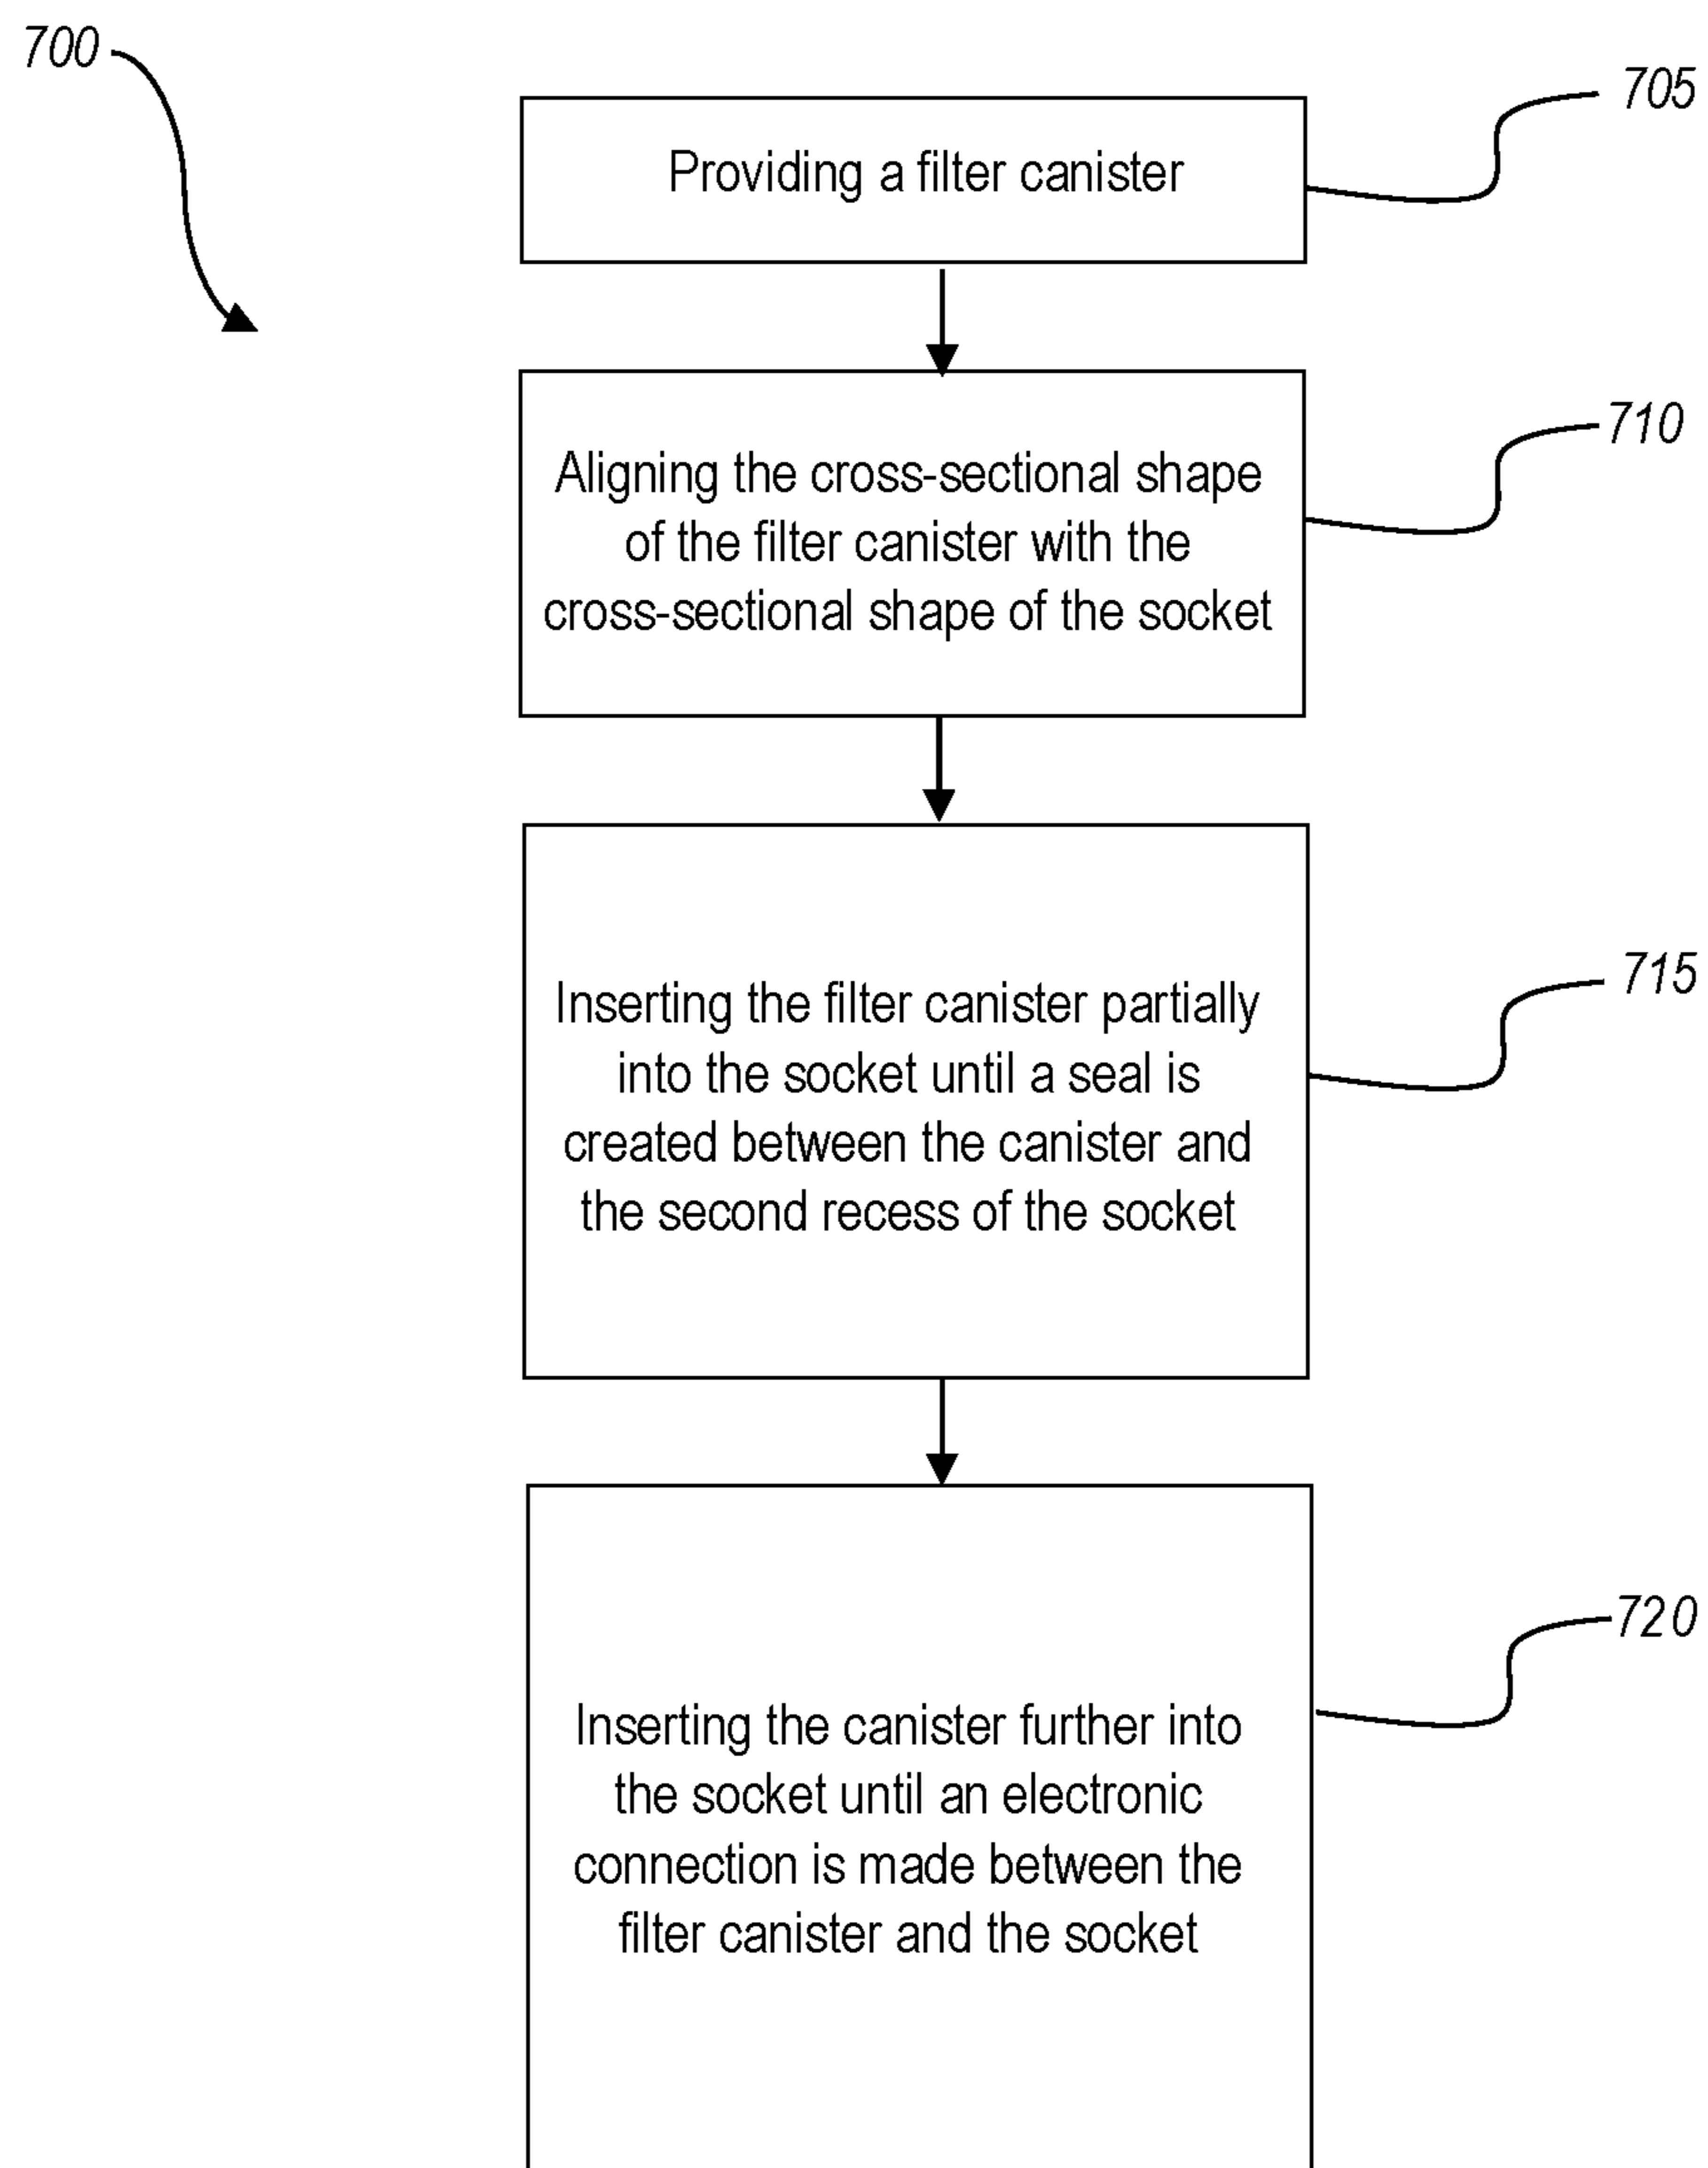 700
705
Providing a filter canister
710
Aligning the cross-sectional shape
of the filter canister with the
cross-sectional shape of the socket
715
Inserting the filter canister partially
into the socket until a seal is
created between the canister and
the second recess of the socket
720
Inserting the canister further into
the socket until an electronic
connection is made between the
filter canister and the socket